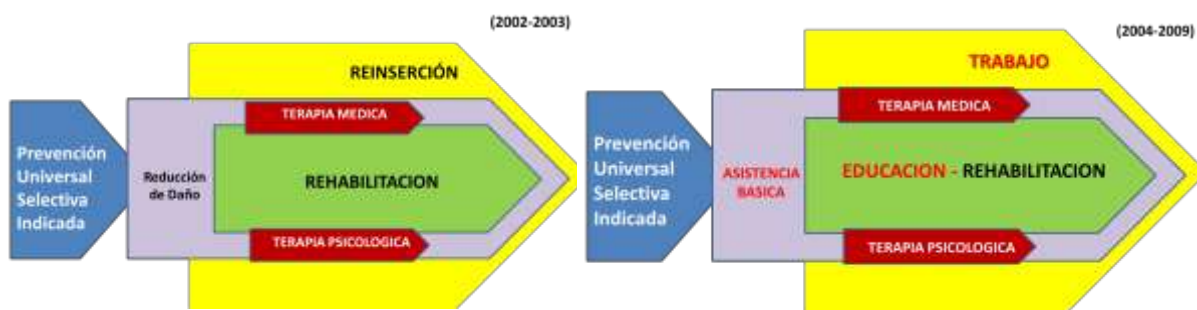 (2002-2003)
REINSERCIÓN
TERAPIA MEDICA
Prevención
Universal
Selectiva
Indicada
Reducción
de Daño
REHABILITACION
TERAPIA PSICOLOGICA
(2004-2009)
TRABAJO
TERAPIA MEDICA
Prevención
Universal
Selectiva
Indicada
ASISTENCIA
BASICA
EDUCACION - REHABILITACION
TERAPIA PSICOLOGICA